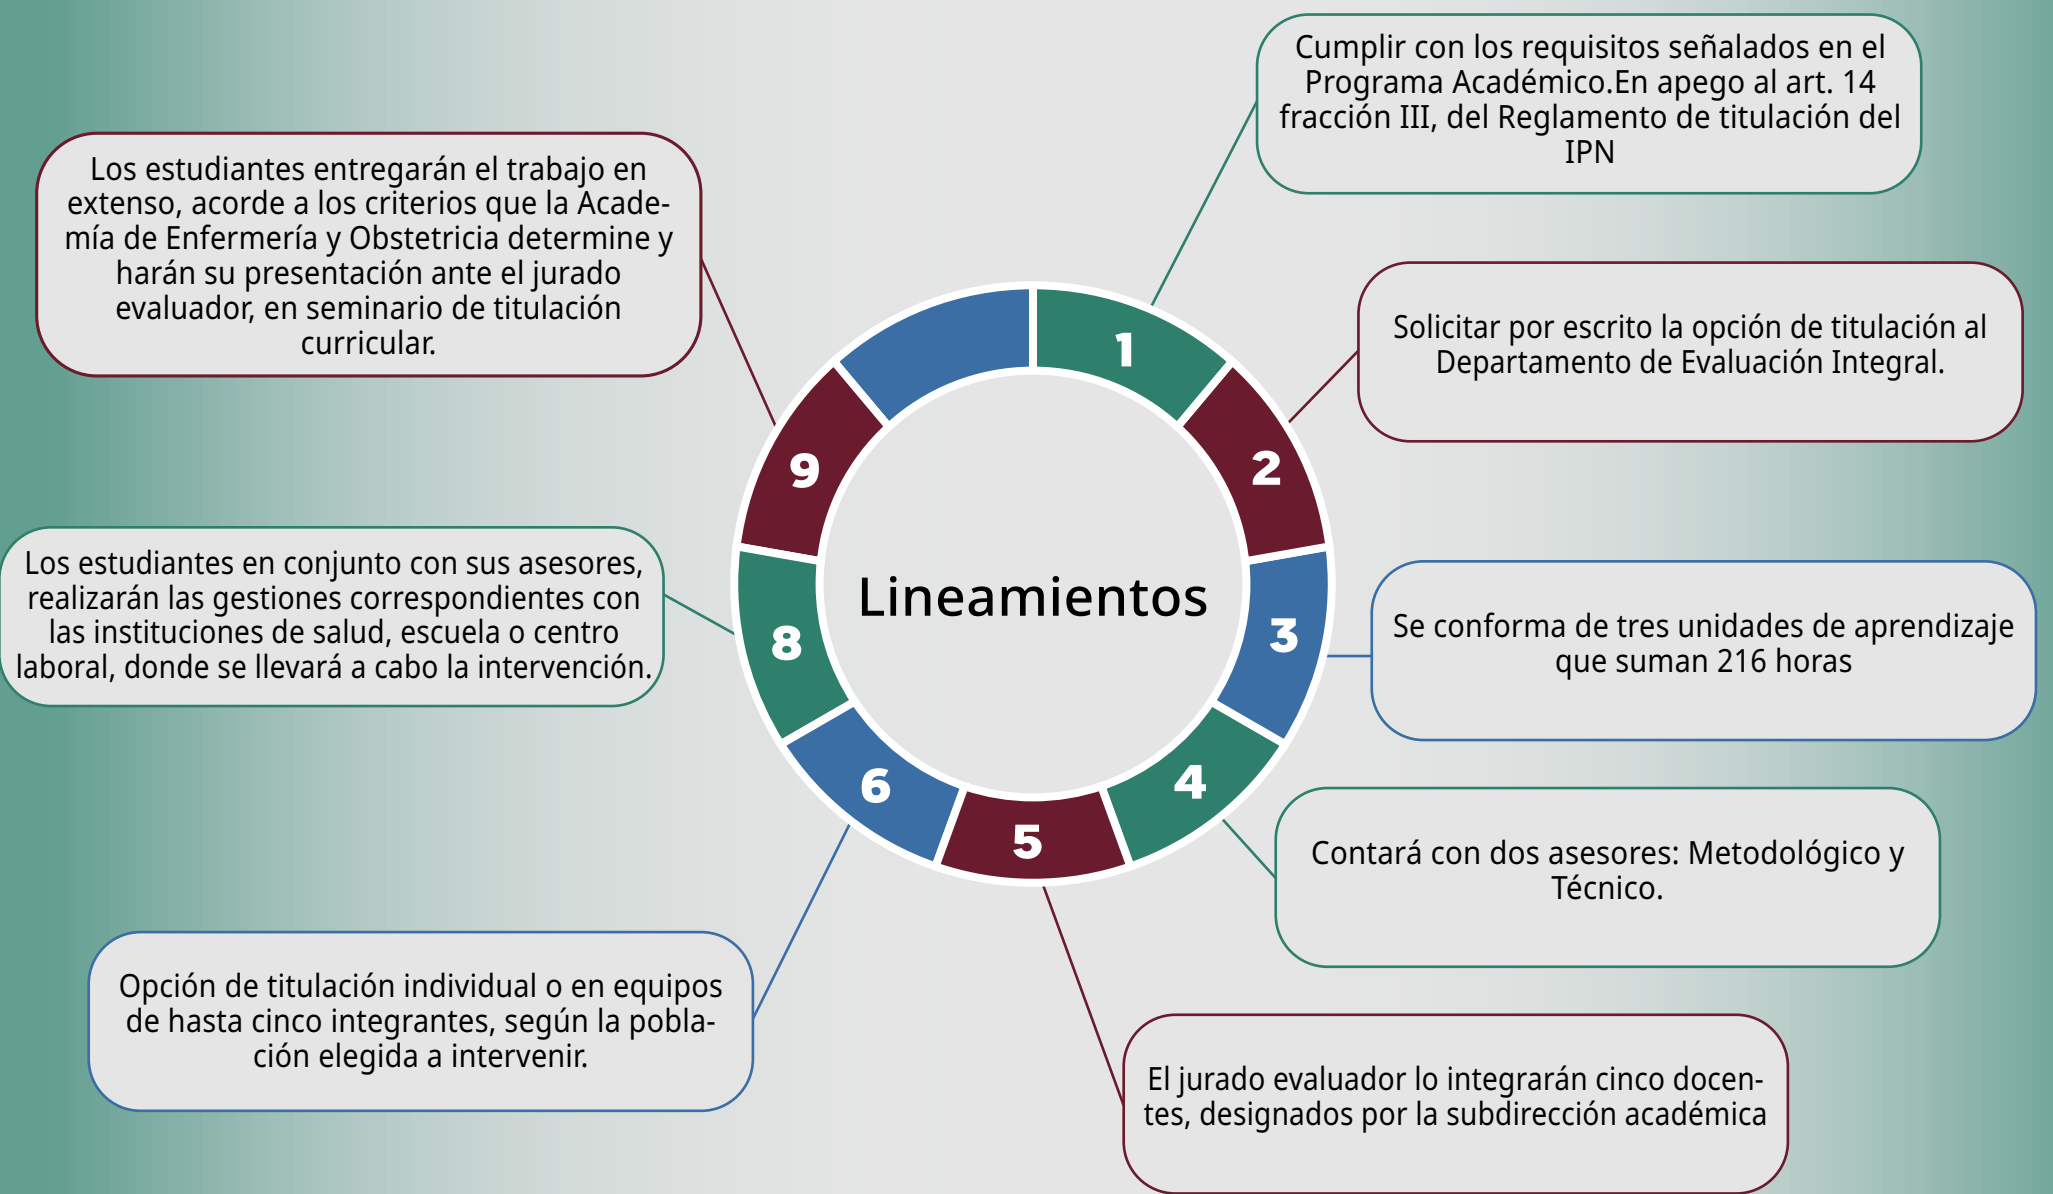 Lineamientos
1
Cumplir con los requisitos señalados en el
Programa Académico.En apego al art. 14
fracción III, del Reglamento de titulación del
IPN
2
Solicitar por escrito la opción de titulación al
Departamento de Evaluación Integral.
3
Se conforma de tres unidades de aprendizaje
que suman 216 horas
4
Contará con dos asesores: Metodológico y
Técnico.
5
El jurado evaluador lo integrarán cinco docen-
tes, designados por la subdirección académica
6
Opción de titulación individual o en equipos
de hasta cinco integrantes, según la pobla-
ción elegida a intervenir.
8
Los estudiantes en conjunto con sus asesores,
realizarán las gestiones correspondientes con
las instituciones de salud, escuela o centro
laboral, donde se llevará a cabo la intervención.
9
Los estudiantes entregarán el trabajo en
extenso, acorde a los criterios que la Acade-
mía de Enfermería y Obstetricia determine y
harán su presentación ante el jurado
evaluador, en seminario de titulación
curricular.